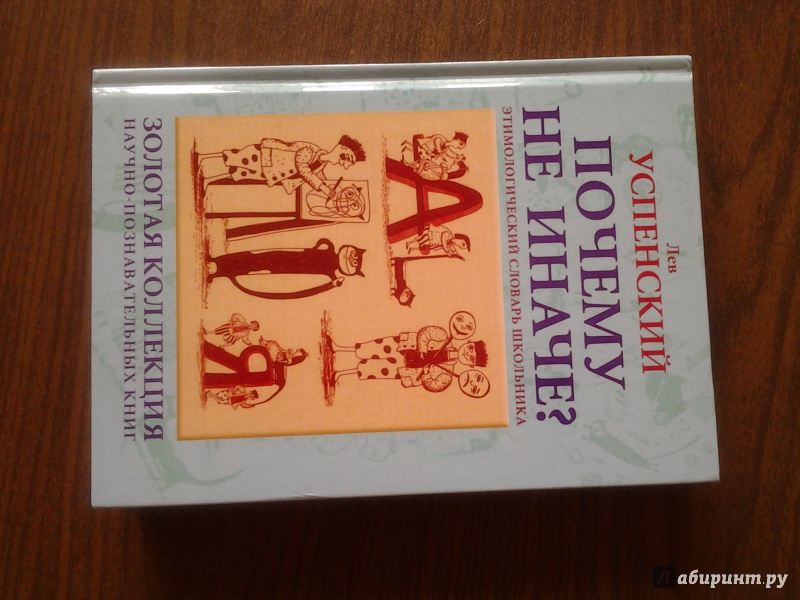 Лев
УСПЕНСКИЙ
ПОЧЕМУ
НЕ ИНАЧЕ?
ЭТИМОЛОГИЧЕСКИЙ СЛОВАРЬ ШКОЛЬНИКА
ЗОЛОТАЯ КОЛЛЕКЦИЯ
НАУЧНО-ПОЗНАВАТЕЛЬНЫХ КНИГ
Лабиринт.ру